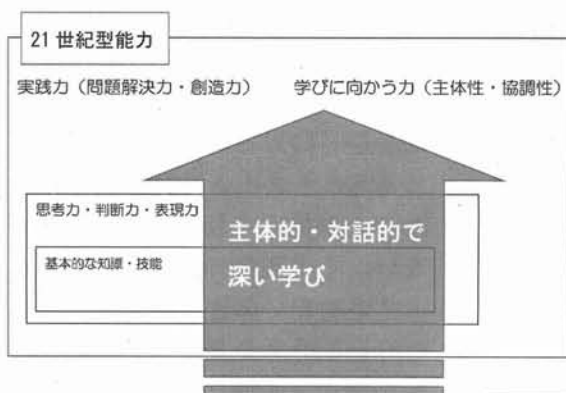 21世紀型能力
実践力（問題解決力・創造力） 学びに向かう力（主体性・協調性）
思考力・判断力・表現力
主体的・対話的で
基本的な知識・技能
深い学び